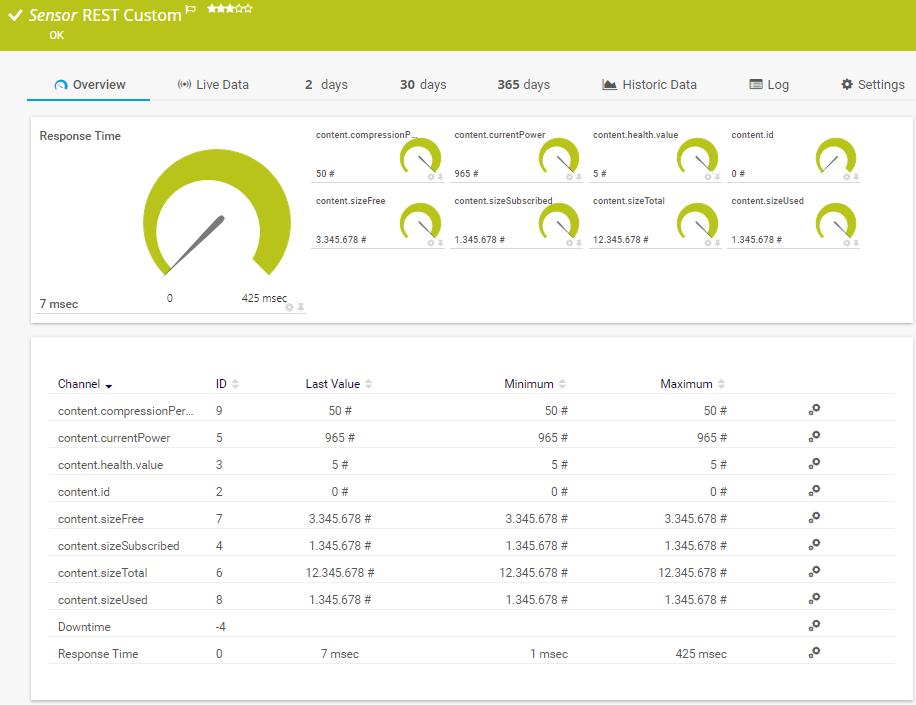 Sensor REST Custom
OK
Overview Live Data 2 days 30 days 365 days Historic Data Log Settings
Response Time
0 425 msec
7 msec
content.compressionP... content.currentPower content.health.value content.id
50 # 965 # 5 # 0 #
content.sizeFree content.sizeSubscribed content.sizeTotal content.sizeUsed
3.345.678 # 1.345.678 # 12.345.678 # 1.345.678 #
Channel ID Last Value Minimum Maximum
content.compressionPer... 9 50 # 50 # 50 #
content.currentPower 5 965 # 965 # 965 #
content.health.value 3 5 # 5 # 5 #
content.id 2 0 # 0 # 0 #
content.sizeFree 7 3.345.678 # 3.345.678 # 3.345.678 #
content.sizeSubscribed 4 1.345.678 # 1.345.678 # 1.345.678 #
content.sizeTotal 6 12.345.678 # 12.345.678 # 12.345.678 #
content.sizeUsed 8 1.345.678 # 1.345.678 # 1.345.678 #
Downtime -4
Response Time 0 7 msec 1 msec 425 msec